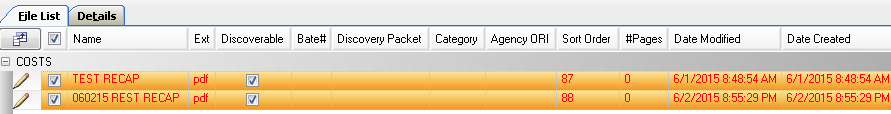 File List Details
Name Ext Discoverable Bate# Discovery Packet Category Agency ORI Sort Order #Pages Date Modified Date Created
COSTS
TEST RECAP pdf 87 0 6/1/2015 8:48:54 AM 6/1/2015 8:48:54 AM
060215 REST RECAP pdf 88 0 6/2/2015 8:55:29 PM 6/2/2015 8:55:29 PM